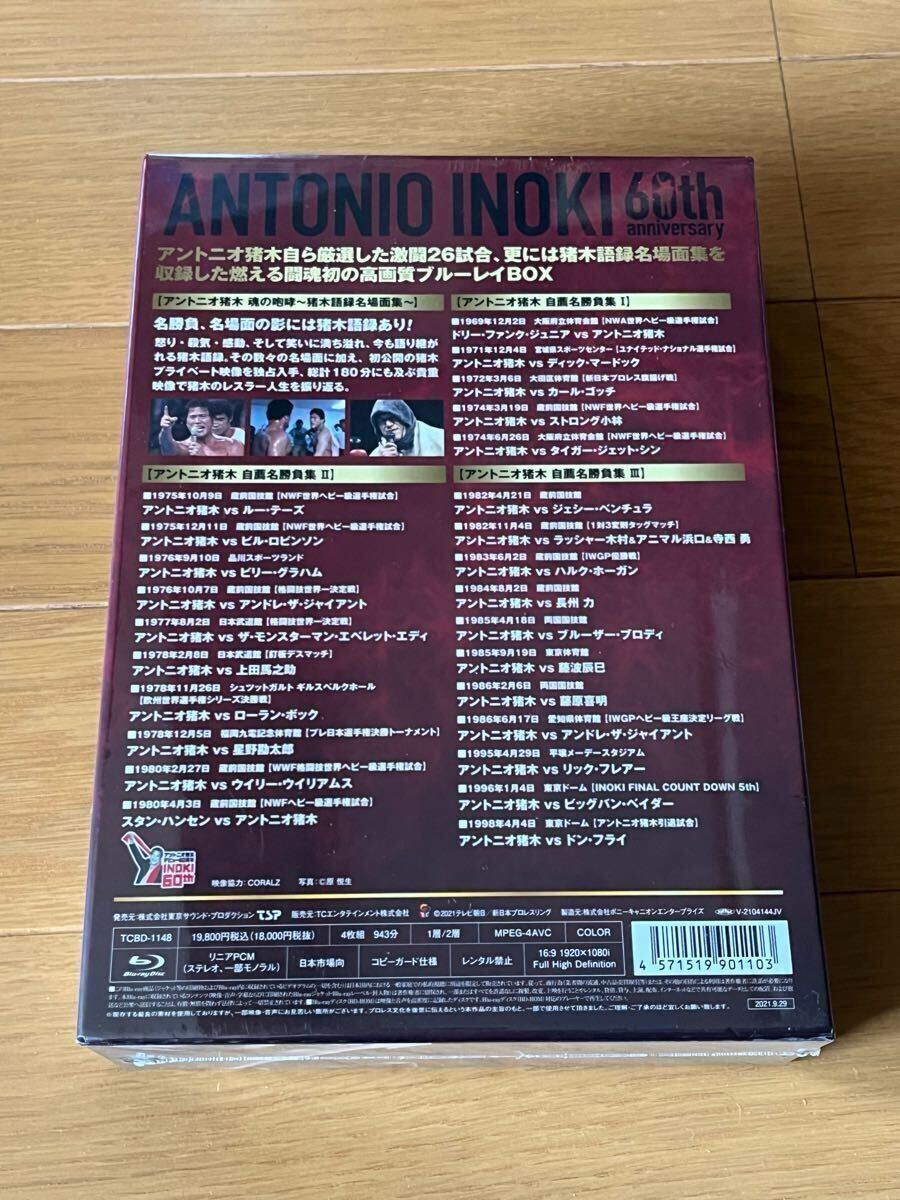 ANTONIO INOKI 60th
anniversary
アントニオ猪木自ら厳選した激闘26試合、更には猪木語録名場面集を
収録した燃える闘魂初の高画質ブルーレイBOX
【アントニオ猪木 魂の咆哮〜猪木語録名場面集〜】
名勝負、名場面の影には猪木語録あり!
怒り・殺気・感動、そして笑いに満ち溢れ、今も語り継が
れる猪木語録。その数々の名場面に加え、初公開の猪木
プライベート映像を独占入手。総計180分にも及ぶ貴重
映像で猪木のレスラー人生を振り返る。
【アントニオ猪木 自薦名勝負集 I】
■1969年12月2日 大阪府立体育会館【NWA世界ヘビー級選手権試合】
ドリー・ファンク・ジュニア vs アントニオ猪木
■1971年12月4日 宮城県スポーツセンター【ユナイテッド・ナショナル選手権試合】
アントニオ猪木 vs ディック・マードック
■1972年3月6日 大田区体育館【新日本プロレス旗揚げ戦】
アントニオ猪木 vs カール・ゴッチ
■1974年3月19日 蔵前国技館【NWF世界ヘビー級選手権試合】
アントニオ猪木 vs ストロング小林
■1974年6月26日 大阪府立体育会館【NWF世界ヘビー級選手権試合】
アントニオ猪木 vs タイガー・ジェット・シン
【アントニオ猪木 自薦名勝負集 II】
■1975年10月9日 蔵前国技館【NWF世界ヘビー級選手権試合】
アントニオ猪木 vs ルー・テーズ
■1975年12月11日 蔵前国技館【NWF世界ヘビー級選手権試合】
アントニオ猪木 vs ビル・ロビンソン
■1976年9月10日 品川スポーツランド
アントニオ猪木 vs ビリー・グラハム
■1976年10月7日 蔵前国技館【格闘技世界一決定戦】
アントニオ猪木 vs アンドレ・ザ・ジャイアント
■1977年8月2日 日本武道館【格闘技世界一決定戦】
アントニオ猪木 vs ザ・モンスターマン・エベレット・エディ
■1978年2月8日 日本武道館【釘板デスマッチ】
アントニオ猪木 vs 上田馬之助
■1978年11月26日 シュツットガルト ギルスベルクホール
【欧州世界選手権シリーズ決勝戦】
アントニオ猪木 vs ローラン・ボック
■1978年12月5日 福岡九電記念体育館【プレ日本選手権決勝トーナメント】
アントニオ猪木 vs 星野勘太郎
■1980年2月27日 蔵前国技館【WWF格闘技世界ヘビー級選手権試合】
アントニオ猪木 vs ウイリー・ウイリアムス
■1980年4月3日 蔵前国技館【NWFヘビー級選手権試合】
スタン・ハンセン vs アントニオ猪木
【アントニオ猪木 自薦名勝負集 III】
■1982年4月21日 蔵前国技館
アントニオ猪木 vs ジェシー・ベンチュラ
■1982年11月4日 蔵前国技館【1対3変則タッグマッチ】
アントニオ猪木 vs ラッシャー木村&アニマル浜口&寺西 勇
■1983年6月2日 蔵前国技館【IWGP優勝戦】
アントニオ猪木 vs ハルク・ホーガン
■1984年8月2日 蔵前国技館
アントニオ猪木 vs 長州 力
■1985年4月18日 両国国技館
アントニオ猪木 vs ブルーザー・ブロディ
■1985年9月19日 東京体育館
アントニオ猪木 vs 藤波辰巳
■1986年2月6日 両国国技館
アントニオ猪木 vs 藤原喜明
■1986年6月17日 愛知県体育館【IWGPヘビー級王座決定リーグ戦】
アントニオ猪木 vs アンドレ・ザ・ジャイアント
■1995年4月29日 平壌メーデースタジアム
アントニオ猪木 vs リック・フレアー
■1996年1月4日 東京ドーム【INOKI FINAL COUNT DOWN 5th】
アントニオ猪木 vs ビッグバン・ベイダー
■1998年4月4日 東京ドーム【アントニオ猪木引退試合】
アントニオ猪木 vs ドン・フライ
INOKI
60th
映像協力:CORALZ 写真:©原 悦生
発売元:株式会社東京サウンド・プロダクション TSP 販売元:TCエンタテインメント株式会社 ©2021テレビ朝日/新日本プロレスリング 製造元:株式会社ポニーキャニオンエンタープライズ V-2104144JV
TCBD-1148 19,800円税込(18,000円税抜) 4枚組 943分 1層/2層 MPEG-4AVC COLOR
Blu-ray Disc リニアPCM
(ステレオ、一部モノラル) 日本市場向 コピーガード仕様 レンタル禁止 16:9 1920×1080i
Full High Definition
4 571519 901103
2021.9.29